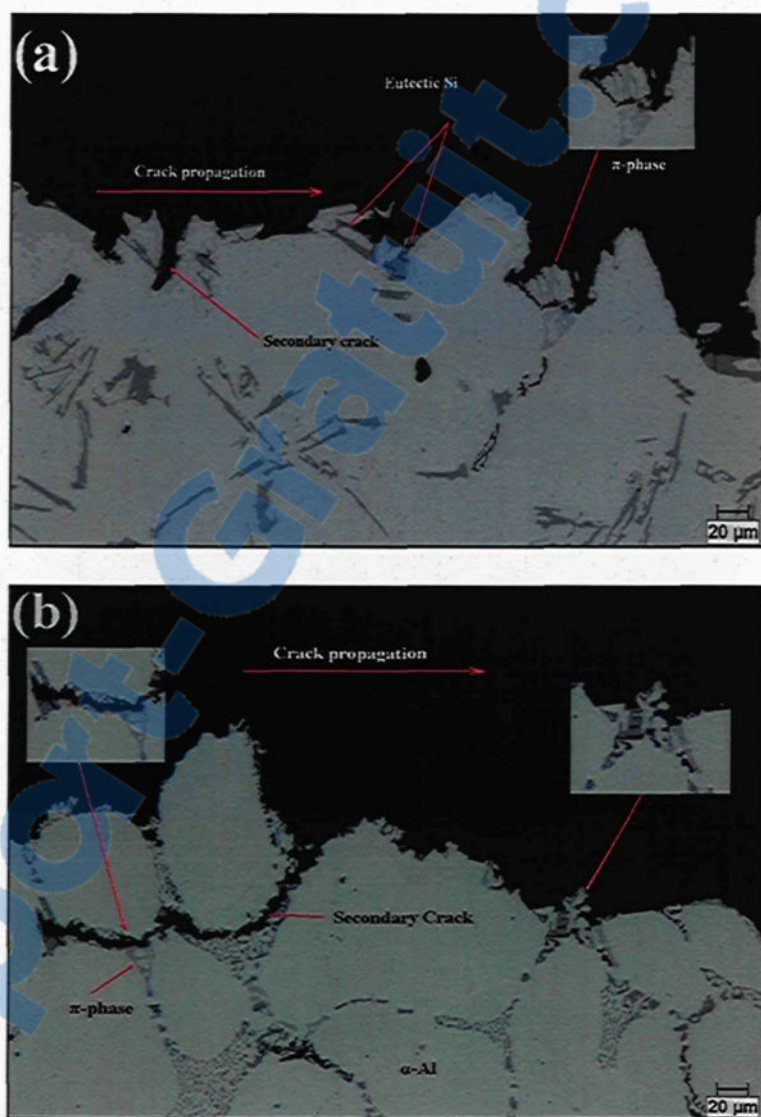 (a)
Eutectic Si
π-phase
Crack propagation
Secondary crack
20 µm
(b)
Crack propagation
Secondary Crack
π-phase
α-Al
20 µm